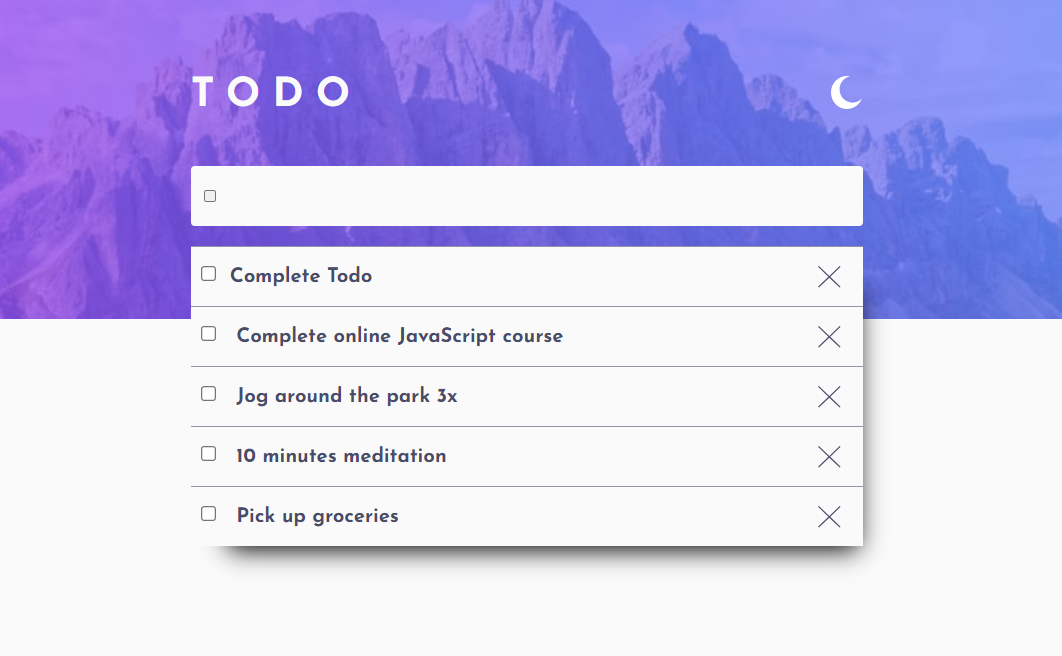 TODO
Complete Todo
Complete online JavaScript course
Jog around the park 3x
10 minutes meditation
Pick up groceries